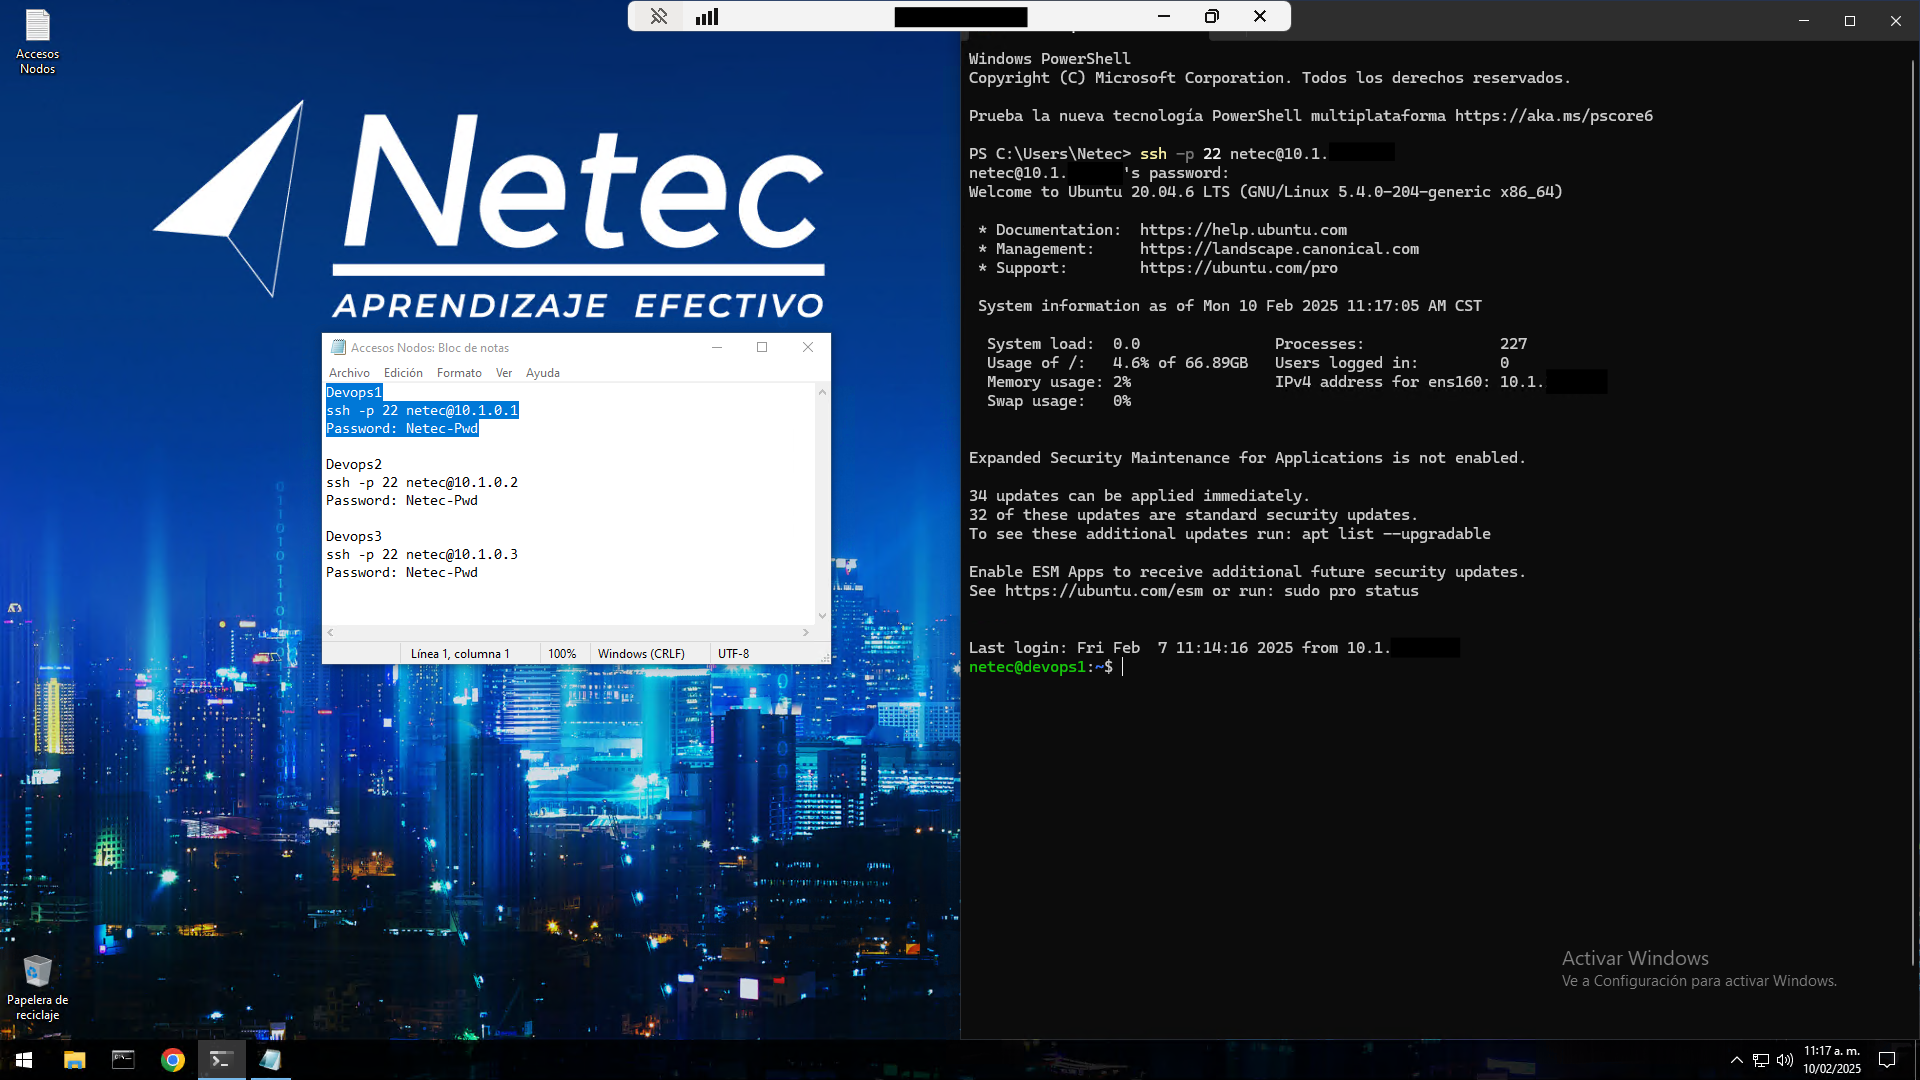 Accesos
Nodos
Netec
APRENDIZAJE EFECTIVO
Accesos Nodos: Bloc de notas
Archivo Edición Formato Ver Ayuda
Devops1
ssh -p 22 netec@10.1.0.1
Password: Netec-Pwd
Devops2
ssh -p 22 netec@10.1.0.2
Password: Netec-Pwd
Devops3
ssh -p 22 netec@10.1.0.3
Password: Netec-Pwd
Línea 1, columna 1 100% Windows (CRLF) UTF-8
Windows PowerShell
Copyright (C) Microsoft Corporation. Todos los derechos reservados.
Prueba la nueva tecnología PowerShell multiplataforma https://aka.ms/pscore6
PS C:\Users\Netec> ssh -p 22 netec@10.1.
netec@10.1. 's password:
Welcome to Ubuntu 20.04.6 LTS (GNU/Linux 5.4.0-204-generic x86_64)
* Documentation: https://help.ubuntu.com
* Management: https://landscape.canonical.com
* Support: https://ubuntu.com/pro
System information as of Mon 10 Feb 2025 11:17:05 AM CST
System load: 0.0 Processes: 227
Usage of /: 4.6% of 66.89GB Users logged in: 0
Memory usage: 2% IPv4 address for ens160: 10.1.
Swap usage: 0%
Expanded Security Maintenance for Applications is not enabled.
34 updates can be applied immediately.
32 of these updates are standard security updates.
To see these additional updates run: apt list --upgradable
Enable ESM Apps to receive additional future security updates.
See https://ubuntu.com/esm or run: sudo pro status
Last login: Fri Feb 7 11:14:16 2025 from 10.1.
netec@devops1:~$
Activar Windows
Ve a Configuración para activar Windows.
Papelera de
reciclaje
11:17 a. m.
10/02/2025